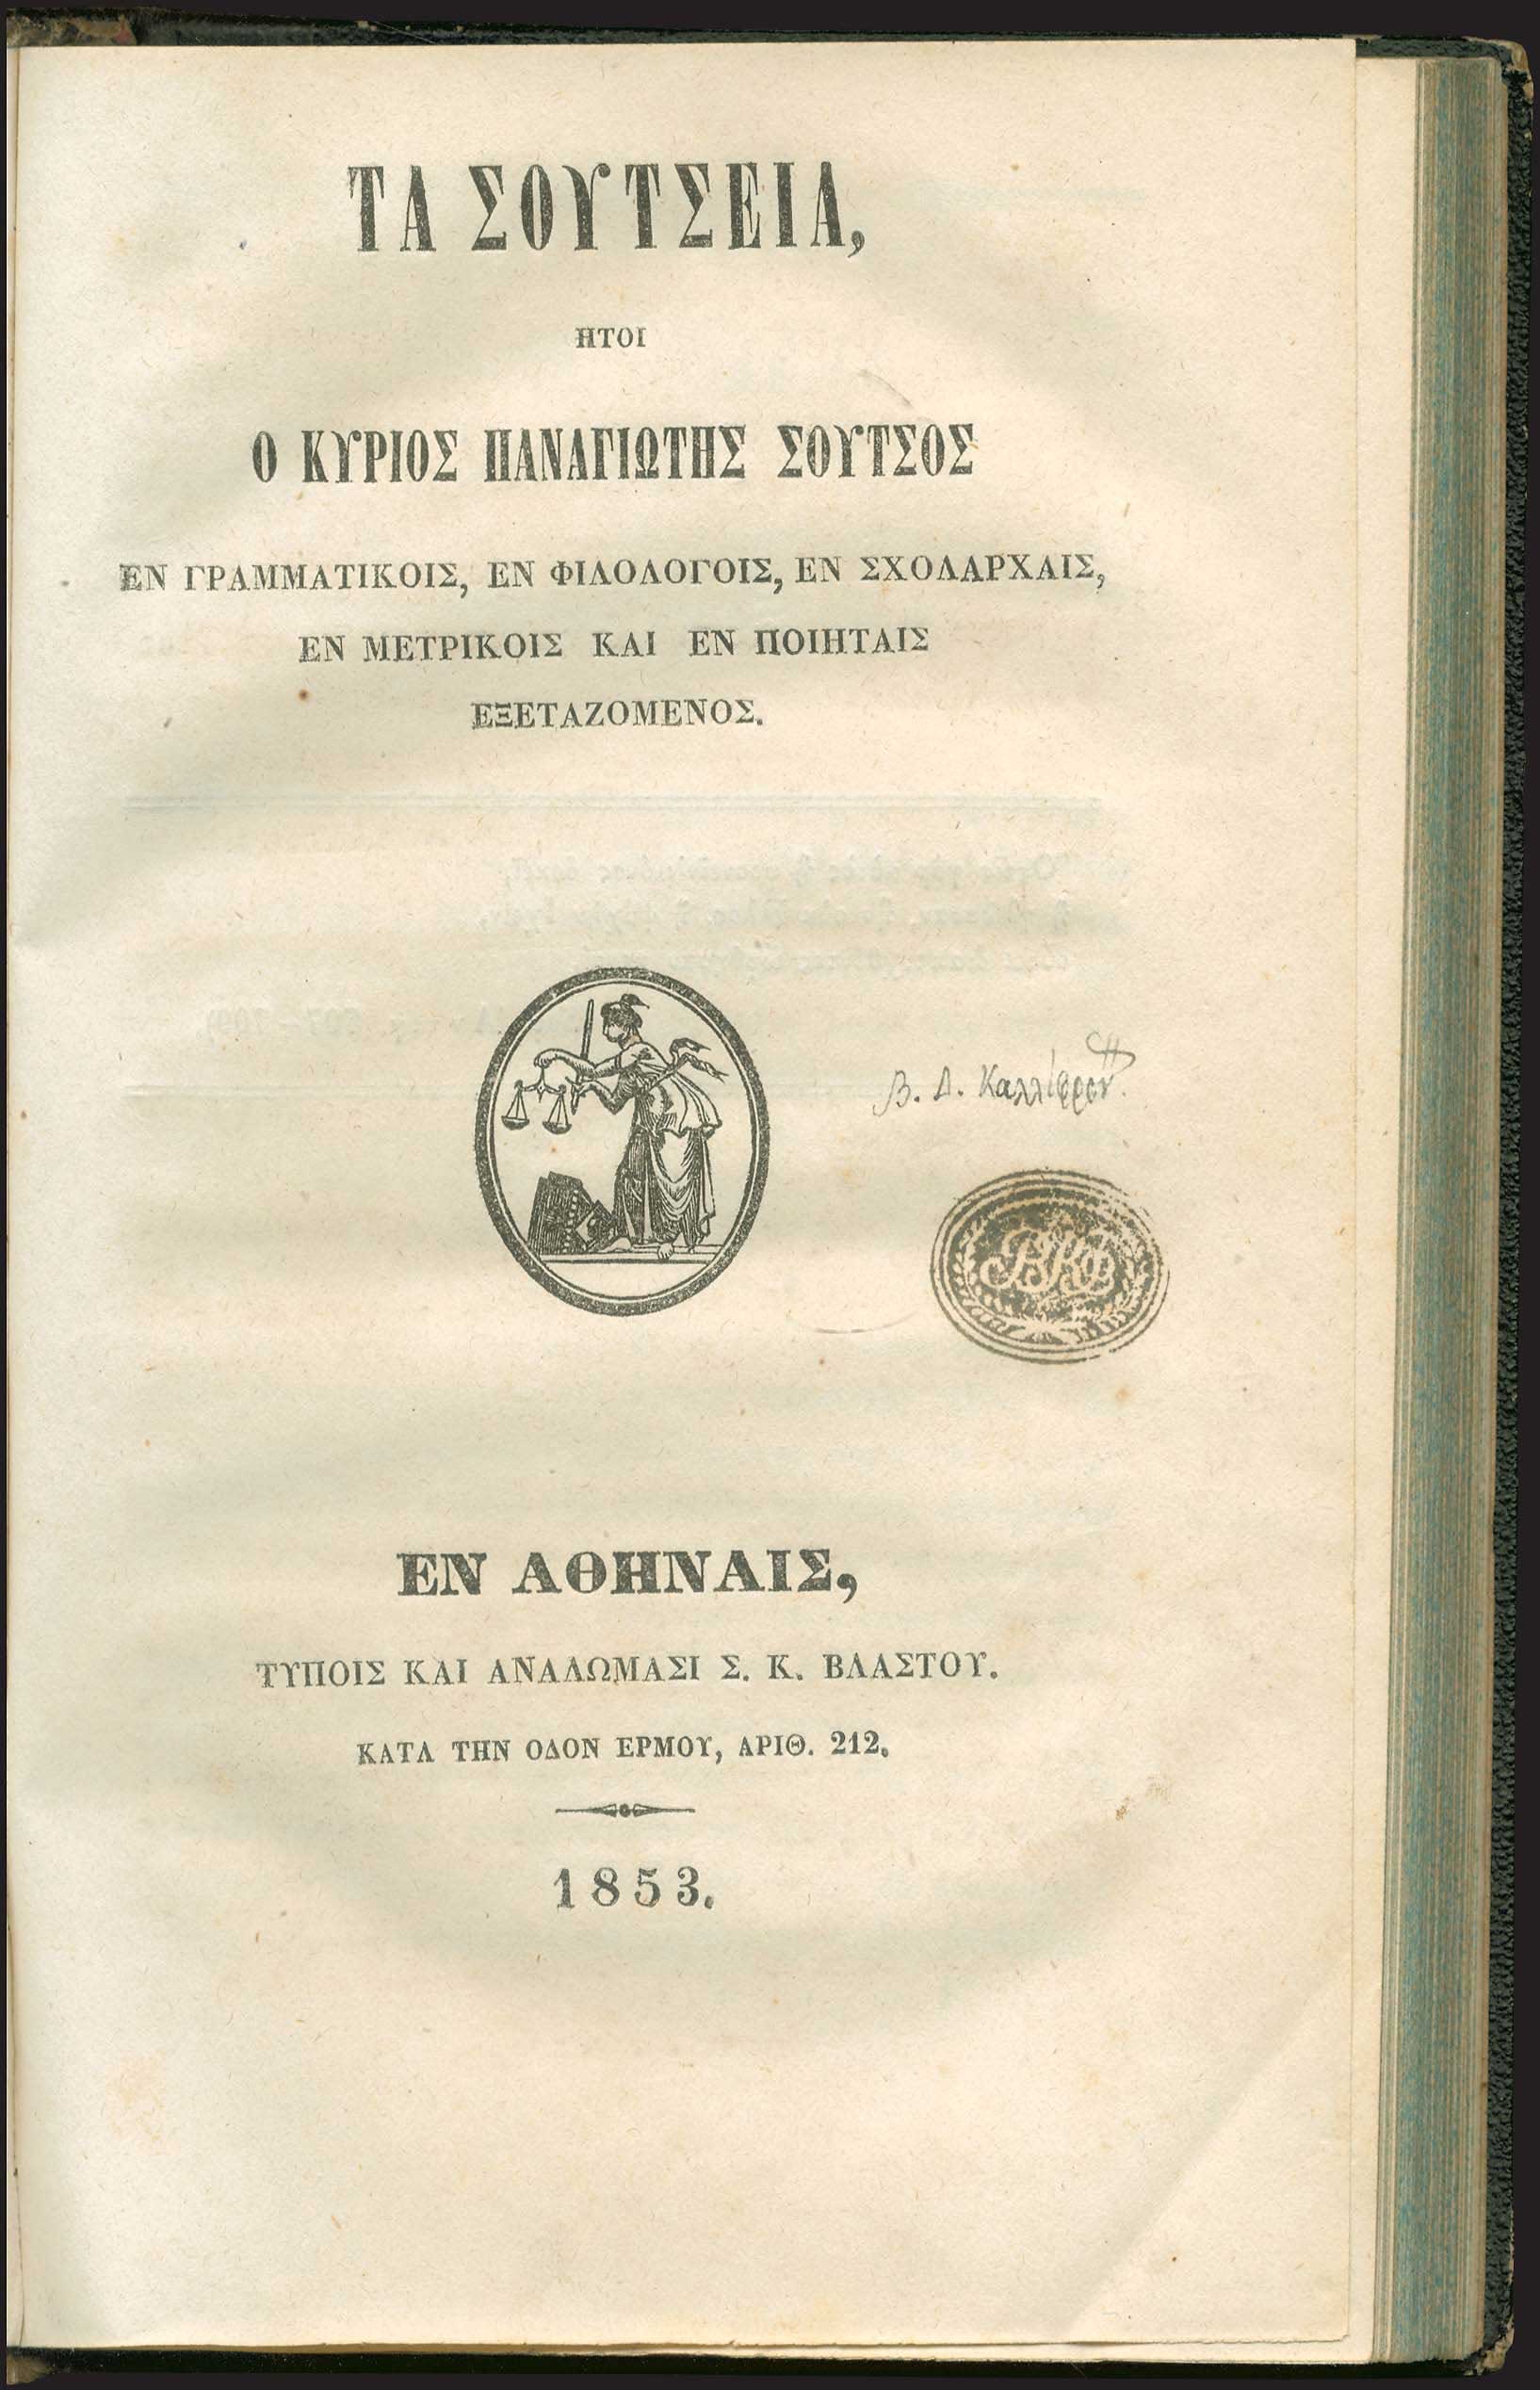 ΤΑ ΣΟΥΤΣΕΙΑ,
ΗΤΟΙ
Ο ΚΥΡΙΟΣ ΠΑΝΑΓΙΩΤΗΣ ΣΟΥΤΣΟΣ
ΕΝ ΓΡΑΜΜΑΤΙΚΟΙΣ, ΕΝ ΦΙΛΟΛΟΓΟΙΣ, ΕΝ ΣΧΟΛΑΡΧΑΙΣ,
ΕΝ ΜΕΤΡΙΚΟΙΣ ΚΑΙ ΕΝ ΠΟΙΗΤΑΙΣ
ΕΞΕΤΑΖΟΜΕΝΟΣ.
Β. Δ. Καλλίφρον
ΒΚΦ
ΕΝ ΑΘΗΝΑΙΣ,
ΤΥΠΟΙΣ ΚΑΙ ΑΝΑΛΩΜΑΣΙ Σ. Κ. ΒΛΑΣΤΟΥ.
ΚΑΤΑ ΤΗΝ ΟΔΟΝ ΕΡΜΟΥ, ΑΡΙΘ. 212.
1853.